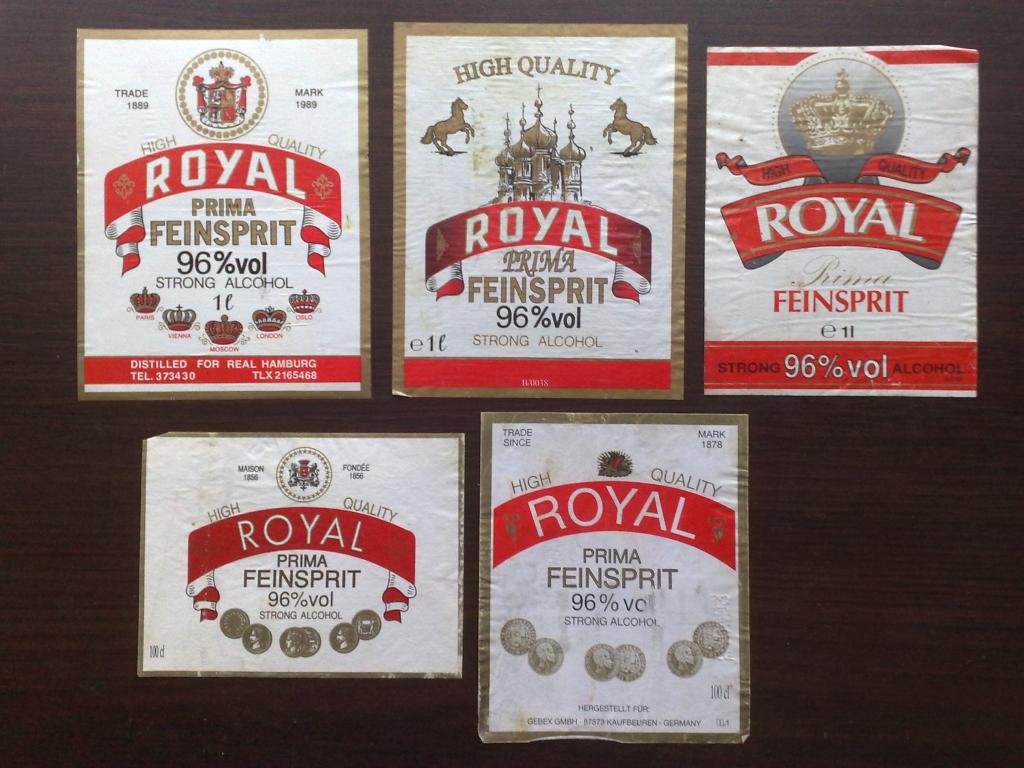 TRADE 1889
MARK 1989
HIGH QUALITY
ROYAL
PRIMA
FEINSPRIT
96%vol
STRONG ALCOHOL
1ℓ
PARIS VIENNA MOSCOW LONDON OSLO
DISTILLED FOR REAL HAMBURG
TEL. 373430 TLX 2165468
HIGH QUALITY
ROYAL
PRIMA
FEINSPRIT
96%vol
e 1ℓ STRONG ALCOHOL
HIGH QUALITY
ROYAL
Prima
FEINSPRIT
e 1l
STRONG 96%vol ALCOHOL
MAISON 1856
FONDÉE 1856
HIGH QUALITY
ROYAL
PRIMA
FEINSPRIT
96%vol
STRONG ALCOHOL
100 cl
TRADE SINCE
MARK 1878
HIGH QUALITY
ROYAL
PRIMA
FEINSPRIT
96% vo
STRONG ALCOHOL
100 cl
HERGESTELLT FÜR:
GEBEX GMBH · 87573 KAUFBEUREN · GERMANY